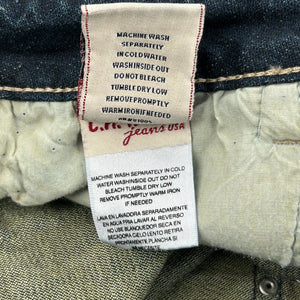 MACHINE WASH
SEPARATELY
IN COLD WATER
WASH INSIDE OUT
DO NOT BLEACH
TUMBLE DRY LOW
REMOVE PROMPTLY
WARM IRON IF NEEDED
jeans USA
MACHINE WASH SEPARATELY IN COLD
WATER WASHINSIDE OUT DO NOT
BLEACH TUMBLE DRY LOW
REMOVE PROMPTLY WARM IRON
IF NEEDED
LAVA EN LAVADORA SEPARADAMENTE
EN AGUA FRIA LAVAR AL REVERSO
NO USE BLANQUEADOR SECA EN
SECADORA CICLO LENTO RETIRA
PRONTAMENTE PLANCHA SI